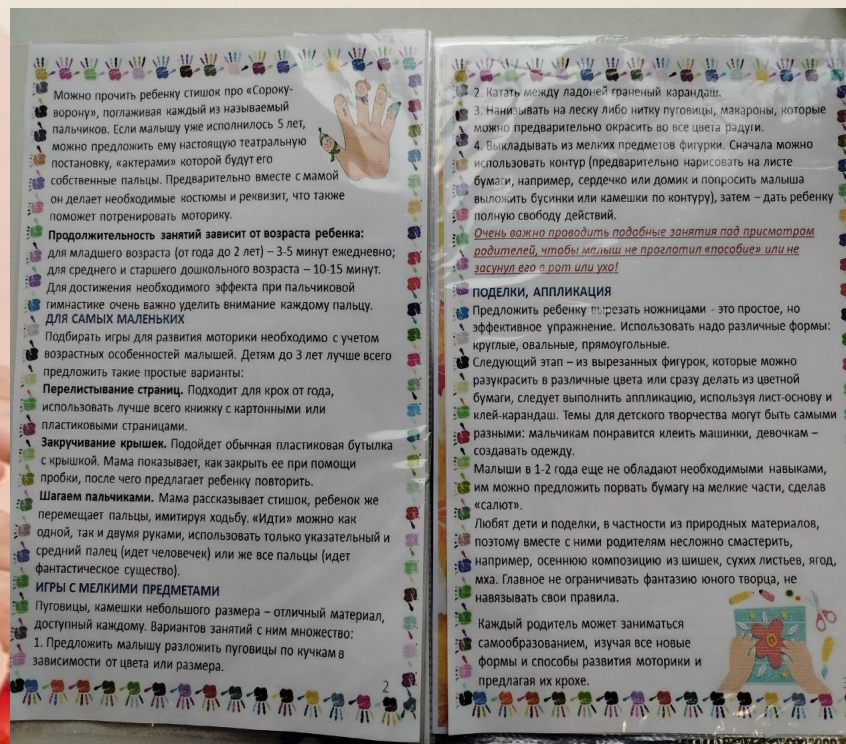 Можно прочить ребенку стишок про «Сороку-
ворону», поглаживая каждый из называемый
пальчиков. Если малышу уже исполнилось 5 лет,
можно предложить ему настоящую театральную
постановку, «актерами» которой будут его
собственные пальцы. Предварительно вместе с мамой
он делает необходимые костюмы и реквизит, что также
поможет потренировать моторику.
Продолжительность занятий зависит от возраста ребенка:
для младшего возраста (от года до 2 лет) – 3-5 минут ежедневно;
для среднего и старшего дошкольного возраста – 10-15 минут.
Для достижения необходимого эффекта при пальчиковой
гимнастике очень важно уделить внимание каждому пальцу.
ДЛЯ САМЫХ МАЛЕНЬКИХ
Подбирать игры для развития моторики необходимо с учетом
возрастных особенностей малышей. Детям до 3 лет лучше всего
предложить такие простые варианты:
Перелистывание страниц. Подходит для крох от года,
использовать лучше всего книжку с картонными или
пластиковыми страницами.
Закручивание крышек. Подойдет обычная пластиковая бутылка
с крышкой. Мама показывает, как закрыть ее при помощи
пробки, после чего предлагает ребенку повторить.
Шагаем пальчиками. Мама рассказывает стишок, ребенок же
перемещает пальцы, имитируя ходьбу. «Идти» можно как
одной, так и двумя руками, использовать только указательный и
средний палец (идет человечек) или же все пальцы (идет
фантастическое существо).
ИГРЫ С МЕЛКИМИ ПРЕДМЕТАМИ
Пуговицы, камешки небольшого размера – отличный материал,
доступный каждому. Вариантов занятий с ним множество:
1. Предложить малышу разложить пуговицы по кучкам в
зависимости от цвета или размера.
2
2. Катать между ладоней граненый карандаш.
3. Нанизывать на леску либо нитку пуговицы, макароны, которые
можно предварительно окрасить во все цвета радуги.
4. Выкладывать из мелких предметов фигурки. Сначала можно
использовать контур (предварительно нарисовать на листе
бумаги, например, сердечко или домик и попросить малыша
выложить бусинки или камешки по контуру), затем – дать ребенку
полную свободу действий.
Очень важно проводить подобные занятия под присмотром
родителей, чтобы малыш не проглотил «пособие» или не
засунул его в рот или ухо!
ПОДЕЛКИ, АППЛИКАЦИЯ
Предложить ребенку вырезать ножницами - это простое, но
эффективное упражнение. Использовать надо различные формы:
круглые, овальные, прямоугольные.
Следующий этап – из вырезанных фигурок, которые можно
разукрасить в различные цвета или сразу делать из цветной
бумаги, следует выполнить аппликацию, используя лист-основу и
клей-карандаш. Темы для детского творчества могут быть самыми
разными: мальчикам понравится клеить машинки, девочкам –
создавать одежду.
Малыши в 1-2 года еще не обладают необходимыми навыками,
им можно предложить порвать бумагу на мелкие части, сделав
«салют».
Любят дети и поделки, в частности из природных материалов,
поэтому вместе с ними родителям несложно смастерить,
например, осеннюю композицию из шишек, сухих листьев, ягод,
мха. Главное не ограничивать фантазию юного творца, не
навязывать свои правила.
Каждый родитель может заниматься
самообразованием, изучая все новые
формы и способы развития моторики и
предлагая их крохе.